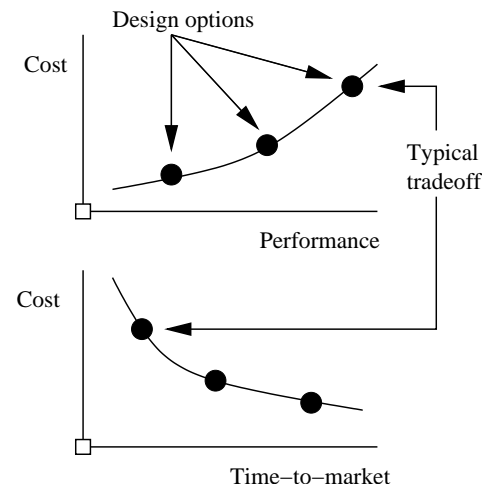 Design options
Cost
Typical
tradeoff
Performance
Cost
Time−to−market